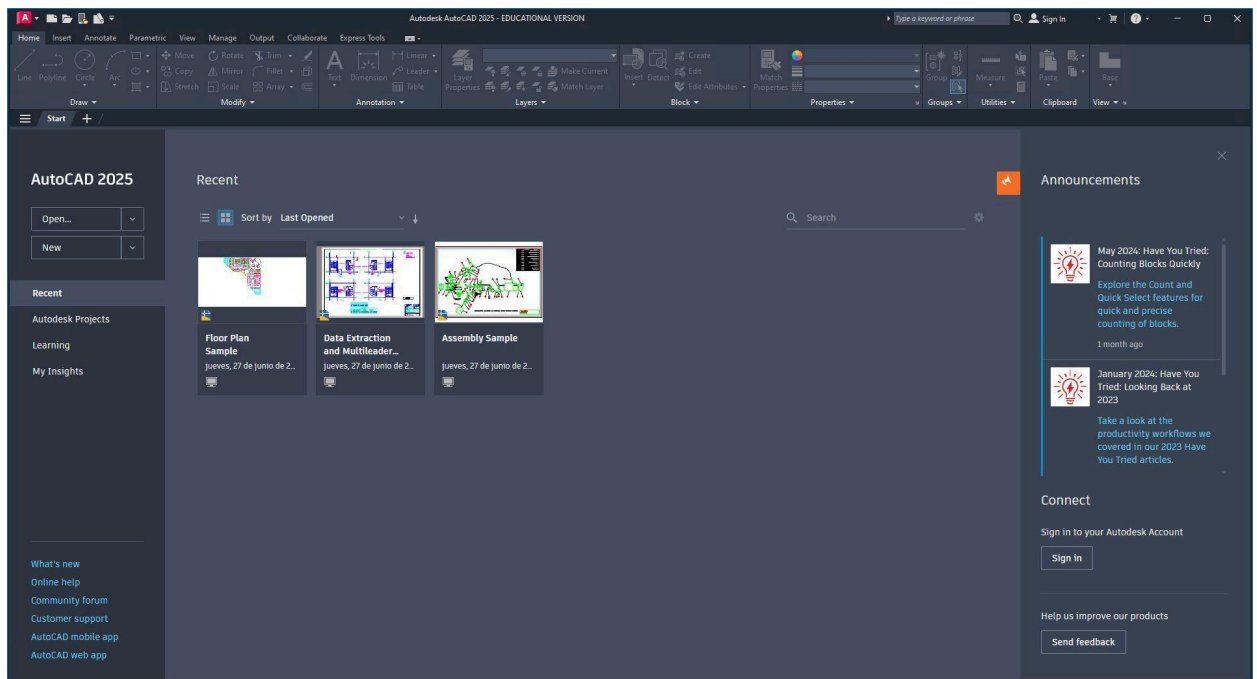 A
Autodesk AutoCAD 2025 - EDUCATIONAL VERSION
Type a keyword or phrase
Sign In
Home Insert Annotate Parametric View Manage Output Collaborate Express Tools
Line Polyline Circle Arc
Move Rotate Trim
Copy Mirror Fillet
Stretch Scale Array
Text Dimension
Linear
Leader
Table
Layer
Properties
Make Current
Match Layer
Insert Detect
Create
Edit
Edit Attributes
Match
Properties
Group
Measure
Paste
Base
Draw Modify Annotation Layers Block Properties Groups Utilities Clipboard View
Start
AutoCAD 2025
Open...
New
Recent
Autodesk Projects
Learning
My Insights
What's new
Online help
Community forum
Customer support
AutoCAD mobile app
AutoCAD web app
Recent
Sort by Last Opened
Search
Floor Plan
Sample
jueves, 27 de junio de 2...
Data Extraction
and Multileader...
jueves, 27 de junio de 2...
Assembly Sample
jueves, 27 de junio de 2...
Announcements
May 2024: Have You Tried:
Counting Blocks Quickly
Explore the Count and
Quick Select features for
quick and precise
counting of blocks.
1 month ago
January 2024: Have You
Tried: Looking Back at
2023
Take a look at the
productivity workflows we
covered in our 2023 Have
You Tried articles.
Connect
Sign in to your Autodesk Account
Sign in
Help us improve our products
Send feedback